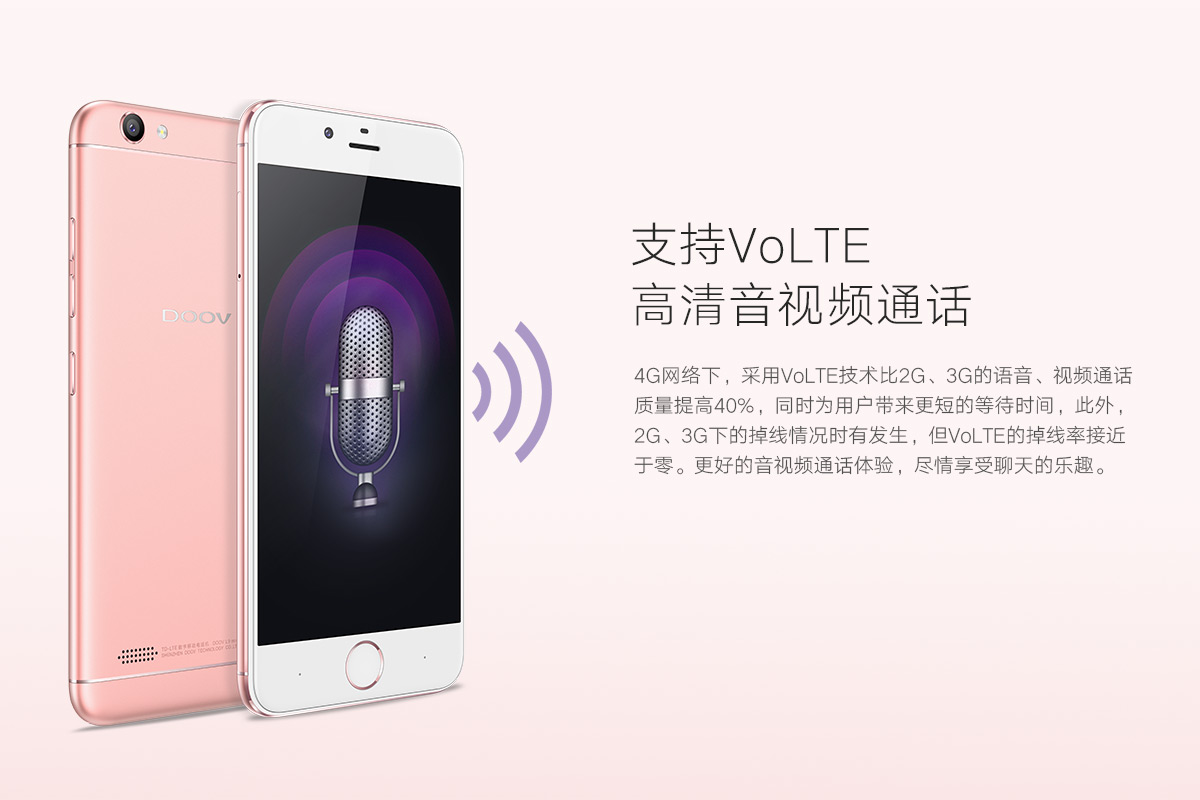 DOOV
支持VoLTE
高清音视频通话
4G网络下，采用VoLTE技术比2G、3G的语音、视频通话
质量提高40%，同时为用户带来更短的等待时间，此外，
2G、3G下的掉线情况时有发生，但VoLTE的掉线率接近
于零。更好的音视频通话体验，尽情享受聊天的乐趣。